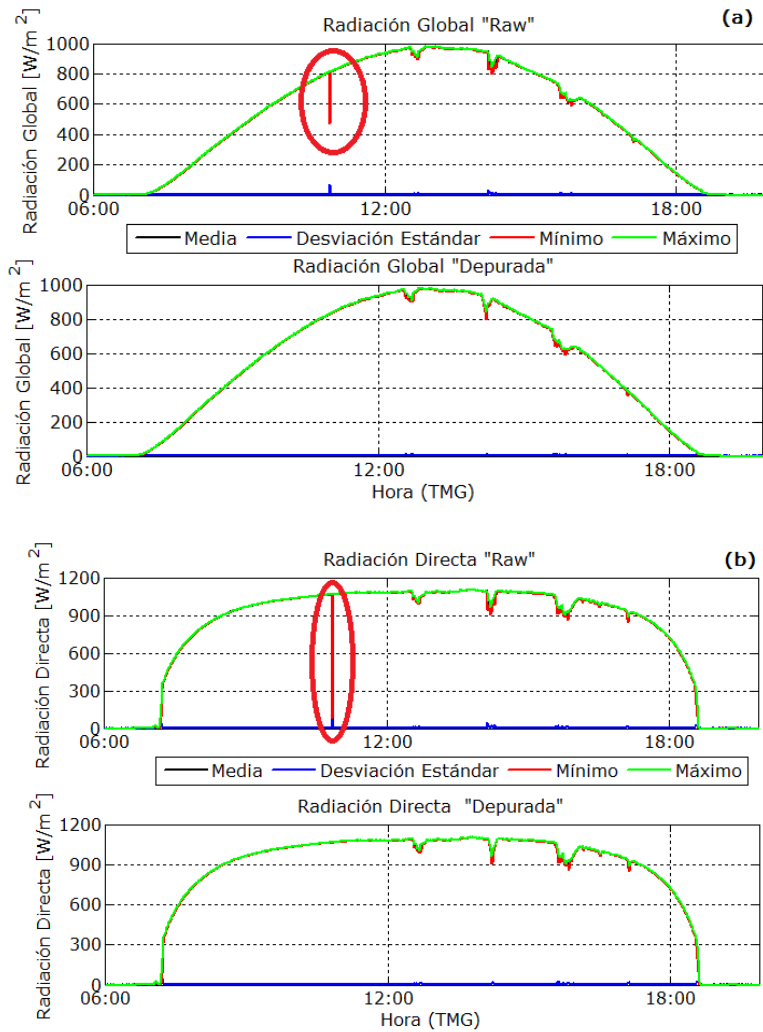 Radiación Global "Raw"
(a)
Radiación Global [W/m 2]
1000
800
600
400
200
0
06:00 12:00 18:00
Media Desviación Estándar Mínimo Máximo
Radiación Global "Depurada"
Radiación Global [W/m 2]
1000
800
600
400
200
0
06:00 12:00 18:00
Hora (TMG)
Radiación Directa "Raw"
(b)
Radiación Directa [W/m 2]
1200
900
600
300
0
06:00 12:00 18:00
Media Desviación Estándar Mínimo Máximo
Radiación Directa "Depurada"
Radiación Directa [W/m 2]
1200
900
600
300
0
06:00 12:00 18:00
Hora (TMG)